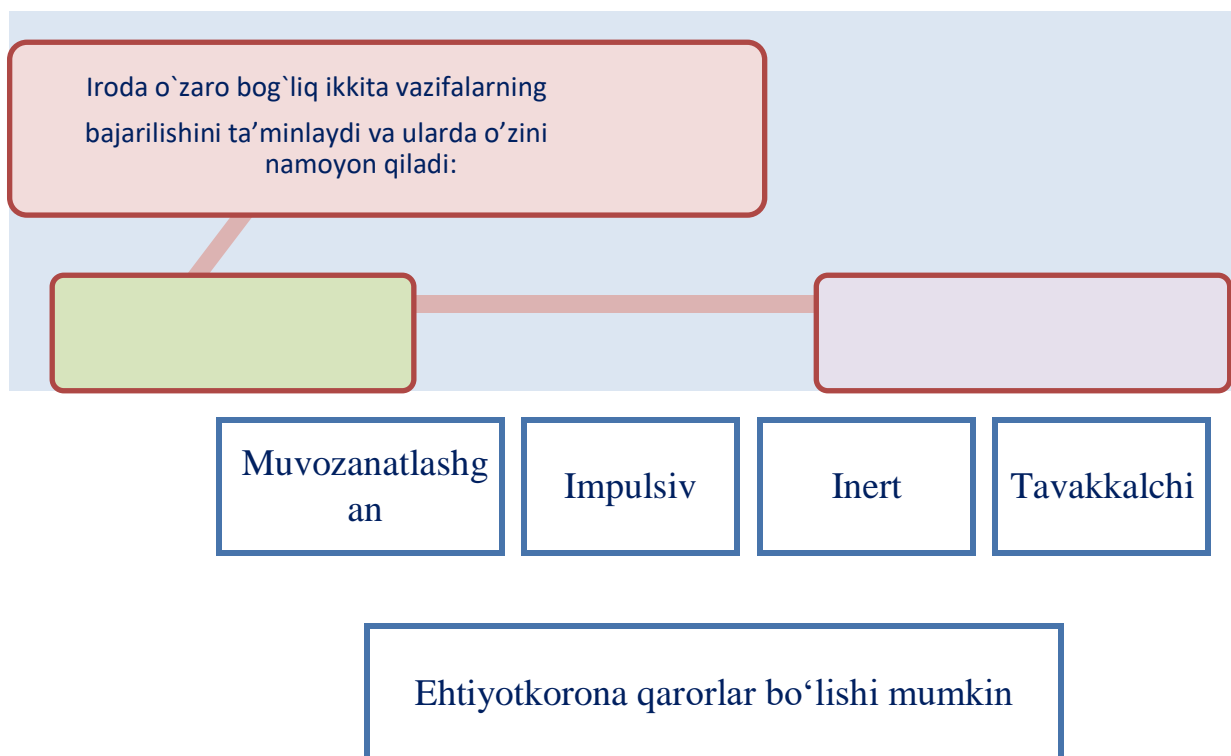 Iroda o`zaro bog`liq ikkita vazifalarning
bajarilishini ta’minlaydi va ularda o’zini
namoyon qiladi:
Muvozanatlashg
an
Impulsiv
Inert
Tavakkalchi
Ehtiyotkorona qarorlar bo‘lishi mumkin